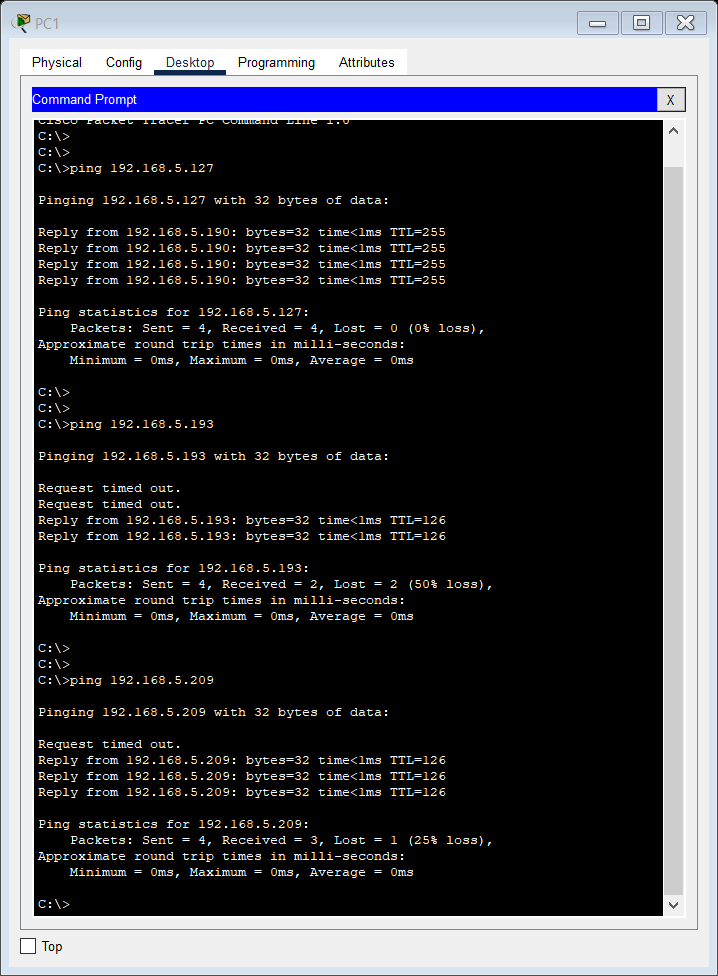 PC1
Physical Config Desktop Programming Attributes
Command Prompt X
Cisco Packet Tracer PC Command Line 1.0
C:\>
C:\>
C:\>ping 192.168.5.127
Pinging 192.168.5.127 with 32 bytes of data:
Reply from 192.168.5.190: bytes=32 time<1ms TTL=255
Reply from 192.168.5.190: bytes=32 time<1ms TTL=255
Reply from 192.168.5.190: bytes=32 time<1ms TTL=255
Reply from 192.168.5.190: bytes=32 time<1ms TTL=255
Ping statistics for 192.168.5.127:
Packets: Sent = 4, Received = 4, Lost = 0 (0% loss),
Approximate round trip times in milli-seconds:
Minimum = 0ms, Maximum = 0ms, Average = 0ms
C:\>
C:\>
C:\>ping 192.168.5.193
Pinging 192.168.5.193 with 32 bytes of data:
Request timed out.
Request timed out.
Reply from 192.168.5.193: bytes=32 time<1ms TTL=126
Reply from 192.168.5.193: bytes=32 time<1ms TTL=126
Ping statistics for 192.168.5.193:
Packets: Sent = 4, Received = 2, Lost = 2 (50% loss),
Approximate round trip times in milli-seconds:
Minimum = 0ms, Maximum = 0ms, Average = 0ms
C:\>
C:\>
C:\>ping 192.168.5.209
Pinging 192.168.5.209 with 32 bytes of data:
Request timed out.
Reply from 192.168.5.209: bytes=32 time<1ms TTL=126
Reply from 192.168.5.209: bytes=32 time<1ms TTL=126
Reply from 192.168.5.209: bytes=32 time<1ms TTL=126
Ping statistics for 192.168.5.209:
Packets: Sent = 4, Received = 3, Lost = 1 (25% loss),
Approximate round trip times in milli-seconds:
Minimum = 0ms, Maximum = 0ms, Average = 0ms
C:\>
Top